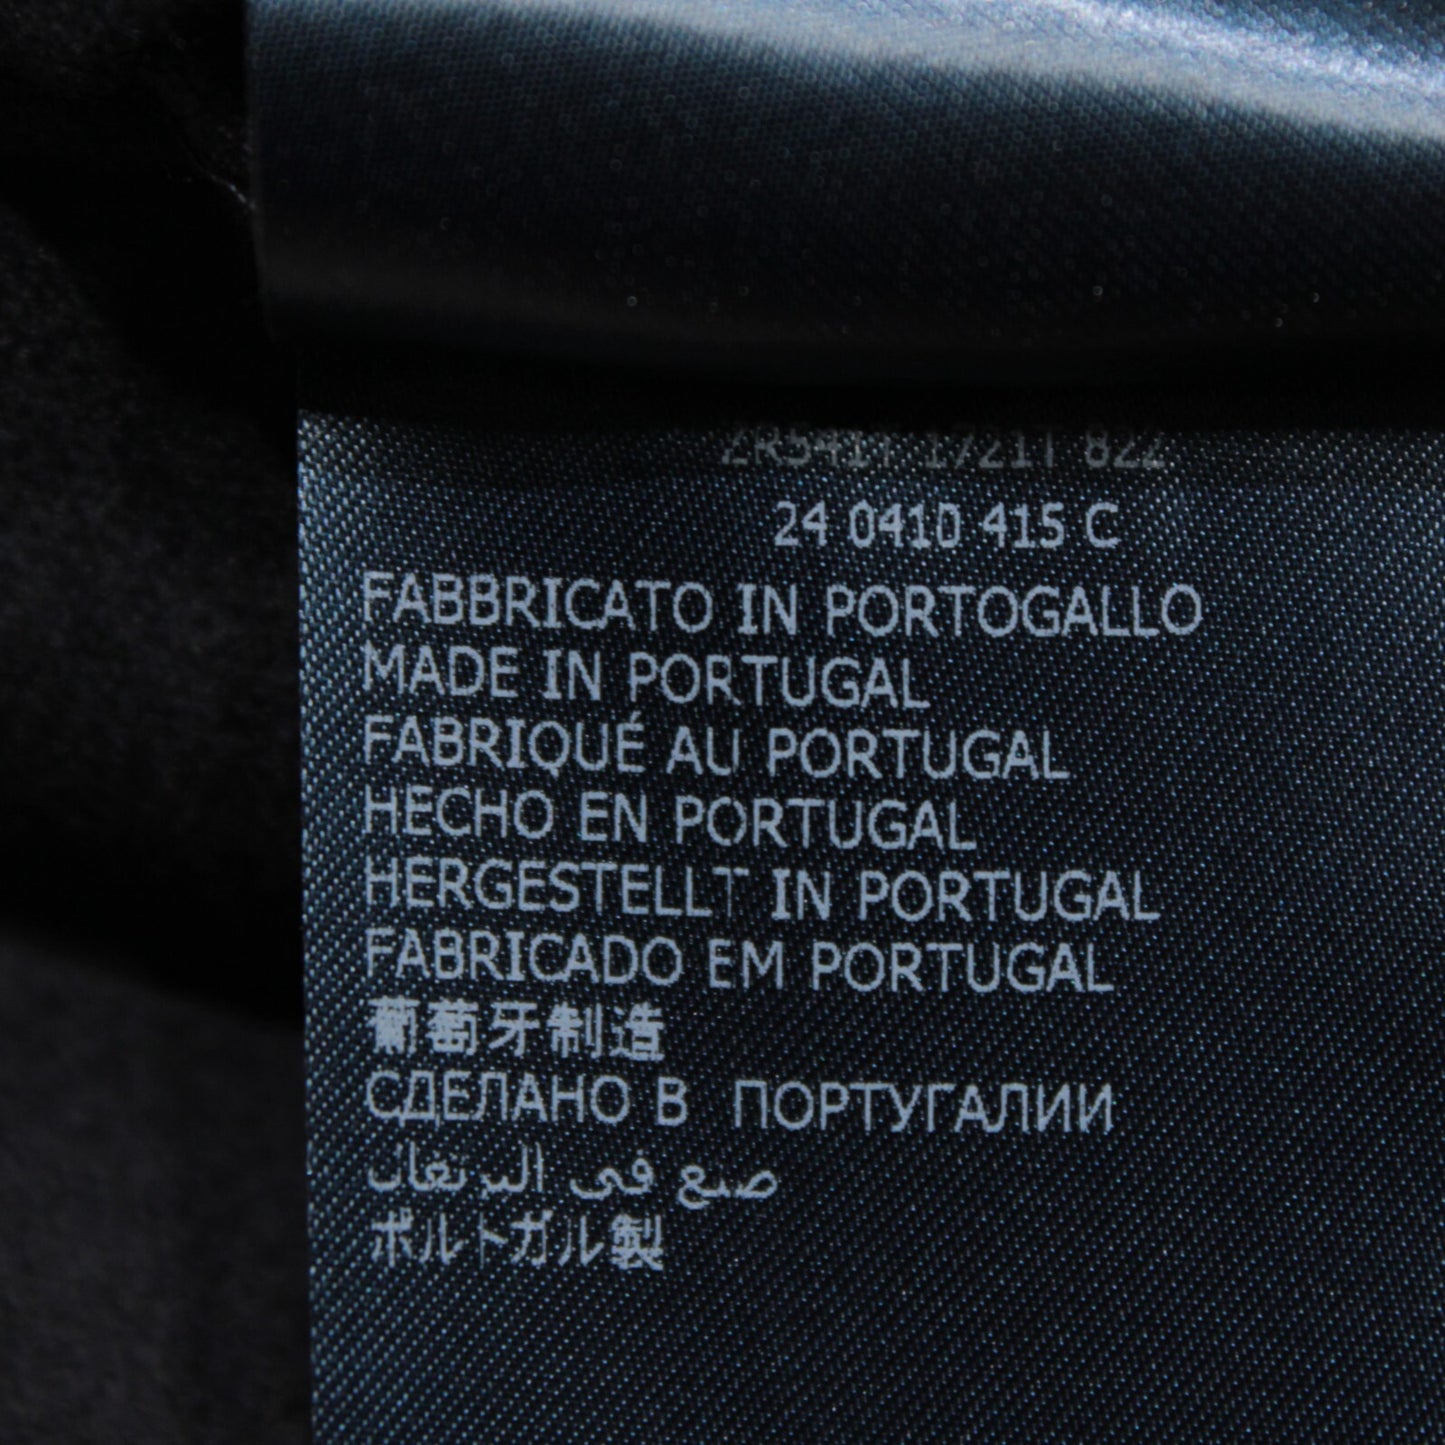 24 0410 415 C
FABBRICATO IN PORTOGALLO
MADE IN PORTUGAL
FABRIQUÉ AU PORTUGAL
HECHO EN PORTUGAL
HERGESTELLT IN PORTUGAL
FABRICADO EM PORTUGAL
葡萄牙制造
СДЕЛАНО В ПОРТУГАЛИИ
صنع في البرتغال
ポルトガル製